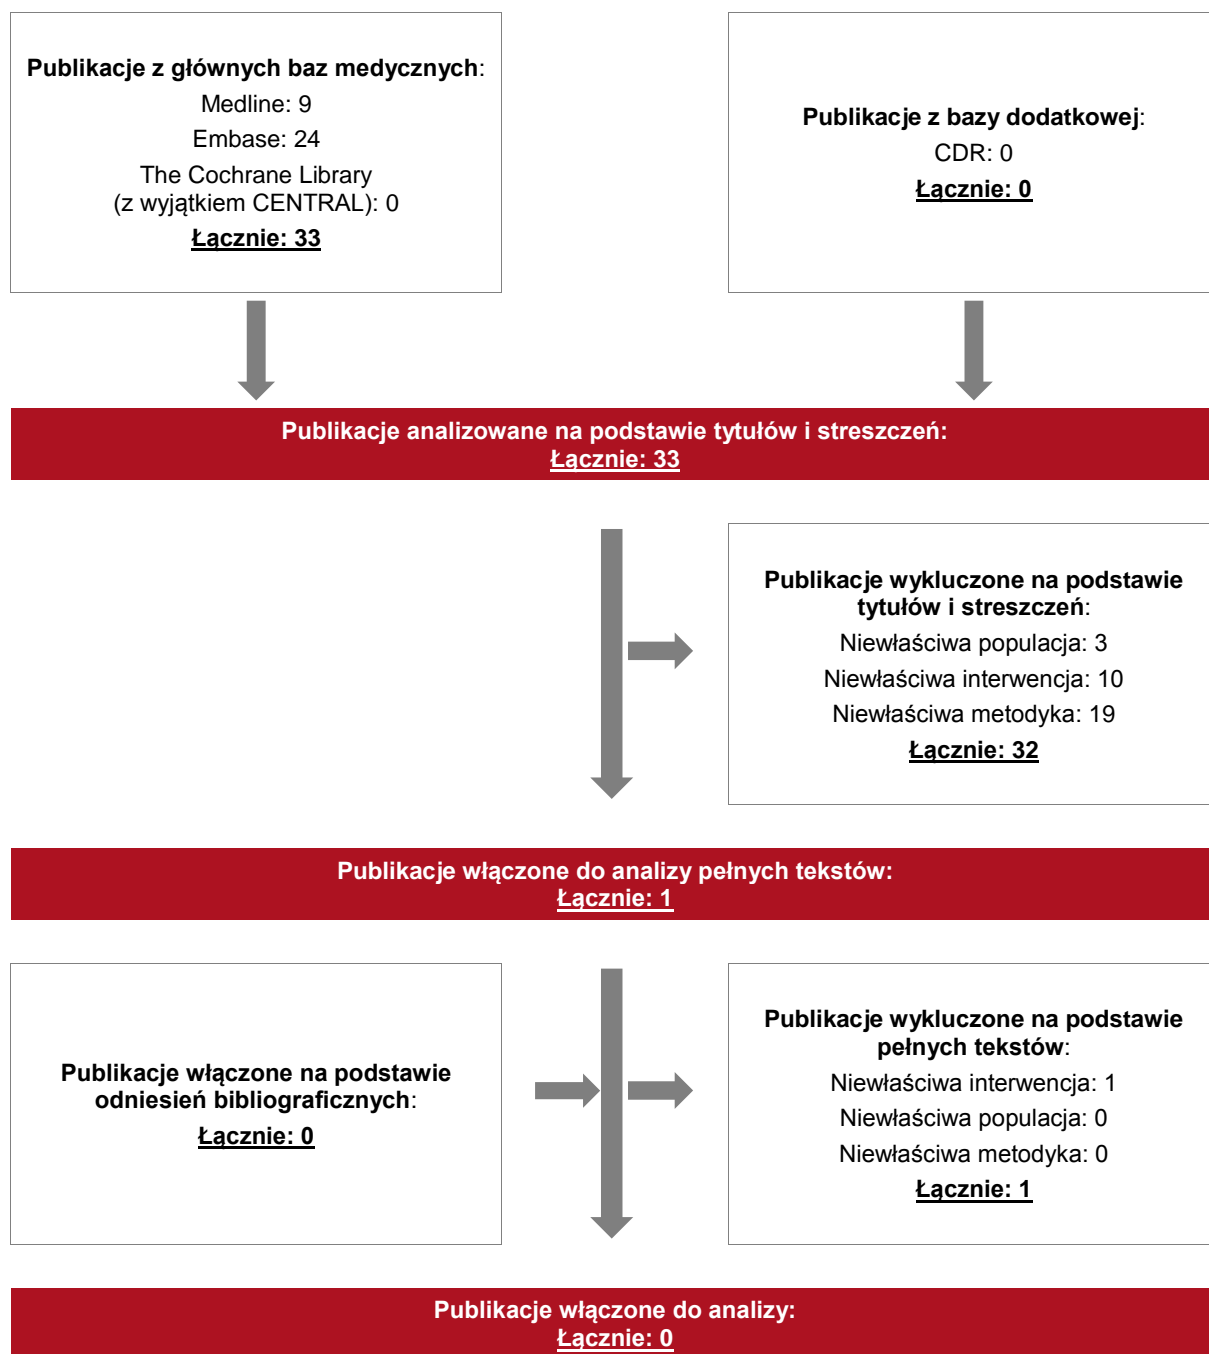 Publikacje z głównych baz medycznych:
Medline: 9
Embase: 24
The Cochrane Library
(z wyjątkiem CENTRAL): 0
Łącznie: 33
Publikacje z bazy dodatkowej:
CDR: 0
Łącznie: 0
Publikacje analizowane na podstawie tytułów i streszczeń:
Łącznie: 33
Publikacje wykluczone na podstawie
tytułów i streszczeń:
Niewłaściwa populacja: 3
Niewłaściwa interwencja: 10
Niewłaściwa metodyka: 19
Łącznie: 32
Publikacje włączone do analizy pełnych tekstów:
Łącznie: 1
Publikacje włączone na podstawie
odniesień bibliograficznych:
Łącznie: 0
Publikacje wykluczone na podstawie
pełnych tekstów:
Niewłaściwa interwencja: 1
Niewłaściwa populacja: 0
Niewłaściwa metodyka: 0
Łącznie: 1
Publikacje włączone do analizy:
Łącznie: 0